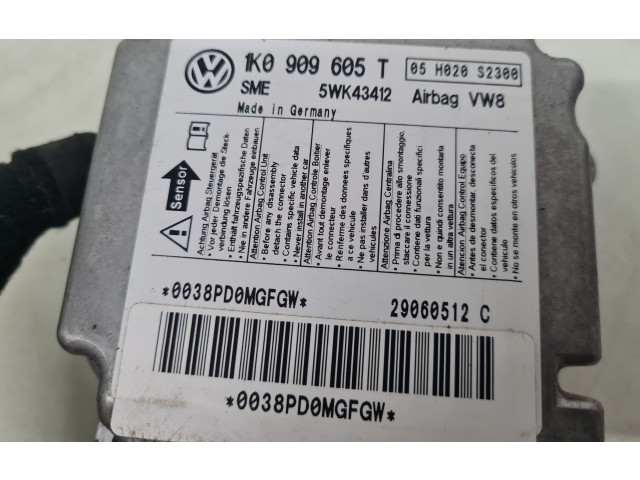 VW
1K0 909 605 T
05 H020 S2300
SME
5WK43412
Airbag VW8
Made in Germany
Sensor
Achtung Airbag Steuergerät
• Vor jeder Demontage die Steck-
verbindung lösen
• Enthält fahrzeugspezifische Daten
• Nie in andere Fahrzeuge einbauen
Attention Airbag Control Unit
• Before any disassembly
detach the connector
• Contains specific vehicle data
• Never install in another car
Attention Airbag Controle Boitier
• Avant tout demontage enlever
le connecteur
• Renferme des donnees specifiques
a ce vehicule
• Ne pas installer dans d'autres
vehicules
Attenzione Airbag Centralina
• Prima di procedere allo smontaggio,
staccare il connessione
• Contiene dati funzionali specifici
per la vettura
• Non e quindi consentito montarla
in un altra vettura
Atencion Airbag Control Equipo
• Antes de desmontar, desconecta
el conector
• Contiene datos especificos del
vehiculo
• No se monte en otros vehiculos
*0038PD0MGFGW*
29060512 C
*0038PD0MGFGW*